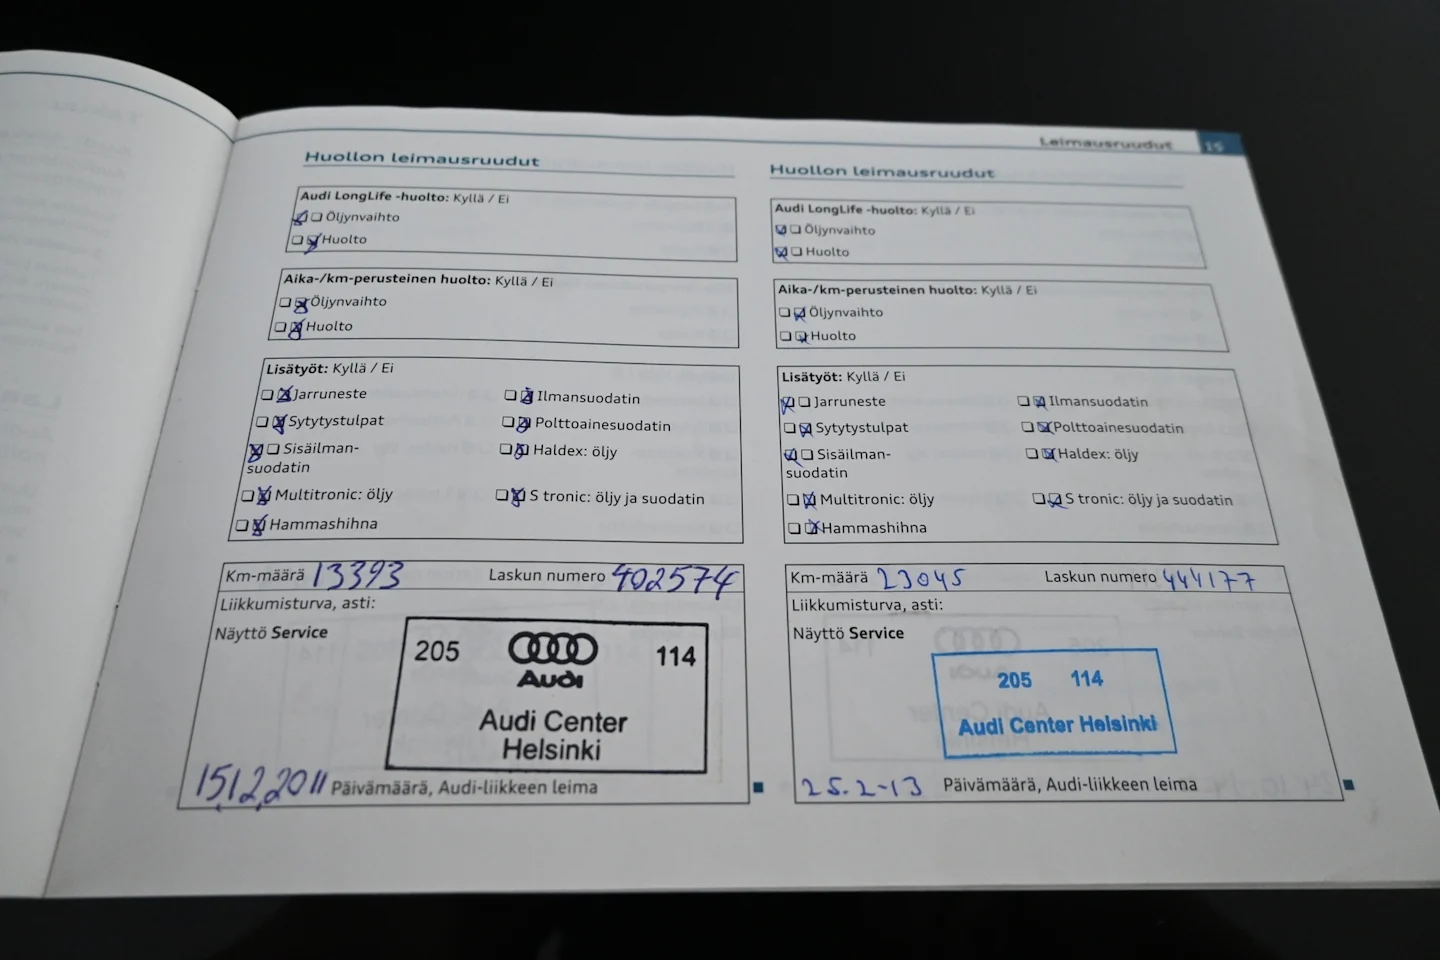 Leimausruudut 15
Huollon leimausruudut
Audi LongLife -huolto: Kyllä / Ei
Öljynvaihto
Huolto
Aika-/km-perusteinen huolto: Kyllä / Ei
Öljynvaihto
Huolto
Lisätyöt: Kyllä / Ei
Jarruneste
Ilmansuodatin
Sytytystulpat
Polttoainesuodatin
Sisäilman-
suodatin
Haldex: öljy
Multitronic: öljy
S tronic: öljy ja suodatin
Hammashihna
Km-määrä 13393
Laskun numero 402574
Liikkumisturva, asti:
Näyttö Service
205 114
Audi
Audi Center
Helsinki
15.12.2011 Päivämäärä, Audi-liikkeen leima
Huollon leimausruudut
Audi LongLife -huolto: Kyllä / Ei
Öljynvaihto
Huolto
Aika-/km-perusteinen huolto: Kyllä / Ei
Öljynvaihto
Huolto
Lisätyöt: Kyllä / Ei
Jarruneste
Ilmansuodatin
Sytytystulpat
Polttoainesuodatin
Sisäilman-
suodatin
Haldex: öljy
Multitronic: öljy
S tronic: öljy ja suodatin
Hammashihna
Km-määrä 23045
Laskun numero 444177
Liikkumisturva, asti:
Näyttö Service
205 114
Audi Center Helsinki
25.2-13 Päivämäärä, Audi-liikkeen leima